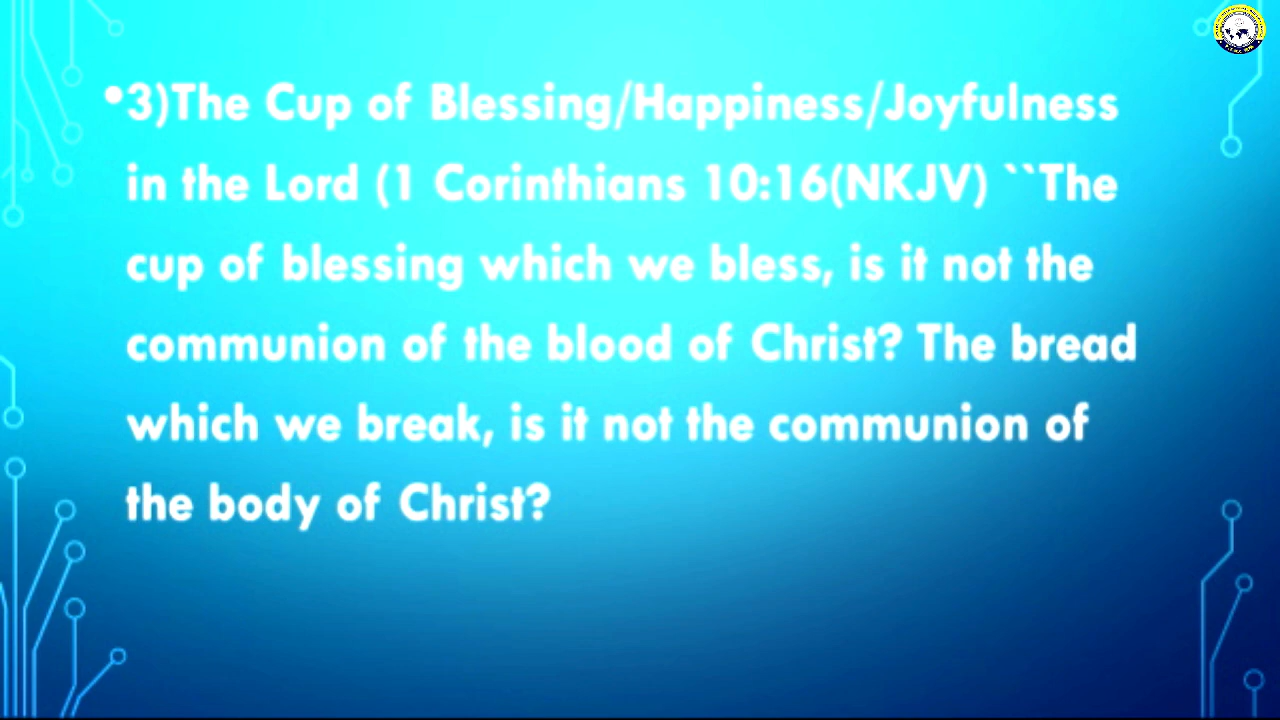 •3)The Cup of Blessing/Happiness/Joyfulness
in the Lord (1 Corinthians 10:16(NKJV) ``The
cup of blessing which we bless, is it not the
communion of the blood of Christ? The bread
which we break, is it not the communion of
the body of Christ?